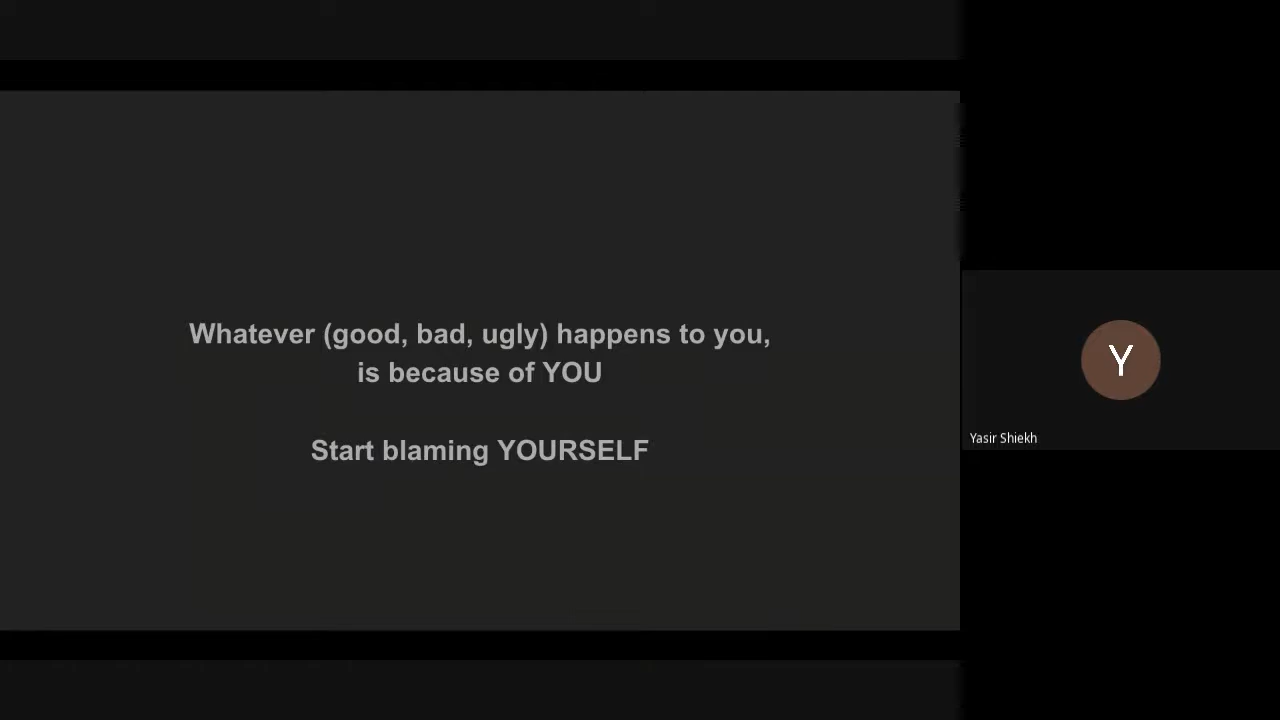 Whatever (good, bad, ugly) happens to you,
is because of YOU
Start blaming YOURSELF
Y
Yasir Shiekh